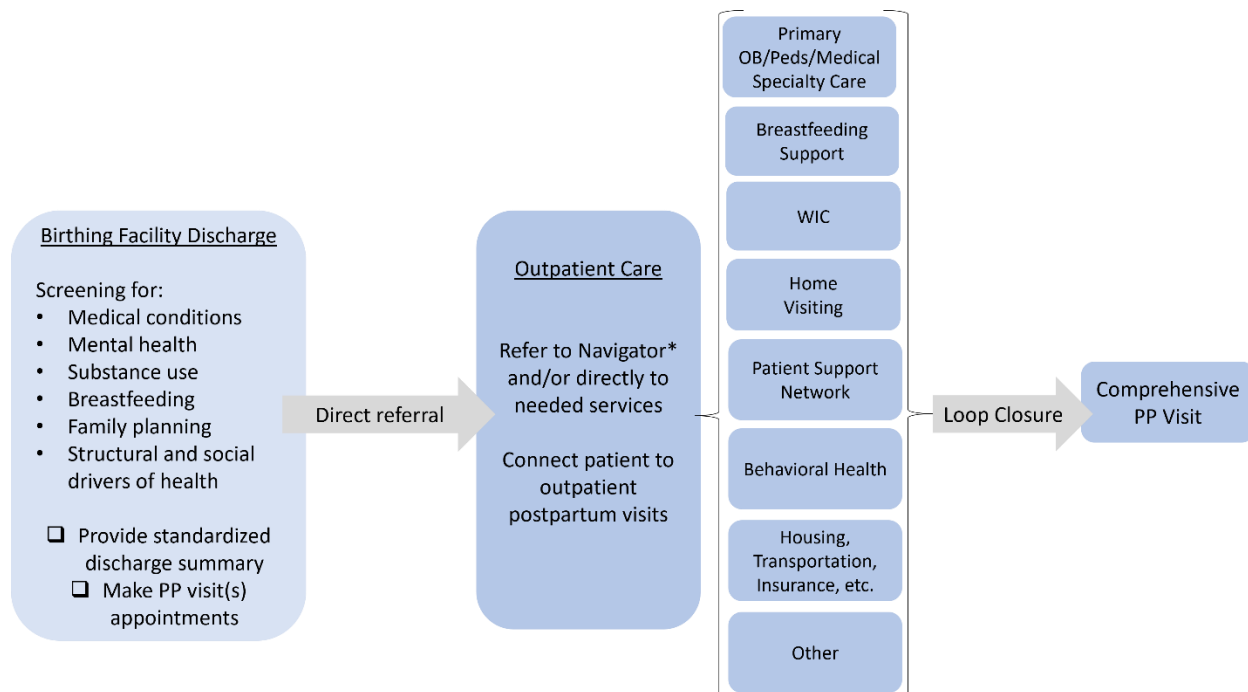 Birthing Facility Discharge
Screening for:
• Medical conditions
• Mental health
• Substance use
• Breastfeeding
• Family planning
• Structural and social
drivers of health
❑ Provide standardized
discharge summary
❑ Make PP visit(s)
appointments
Direct referral
Outpatient Care
Refer to Navigator*
and/or directly to
needed services
Connect patient to
outpatient
postpartum visits
Primary
OB/Peds/Medical
Specialty Care
Breastfeeding
Support
WIC
Home
Visiting
Patient Support
Network
Behavioral Health
Housing,
Transportation,
Insurance, etc.
Other
Loop Closure
Comprehensive
PP Visit